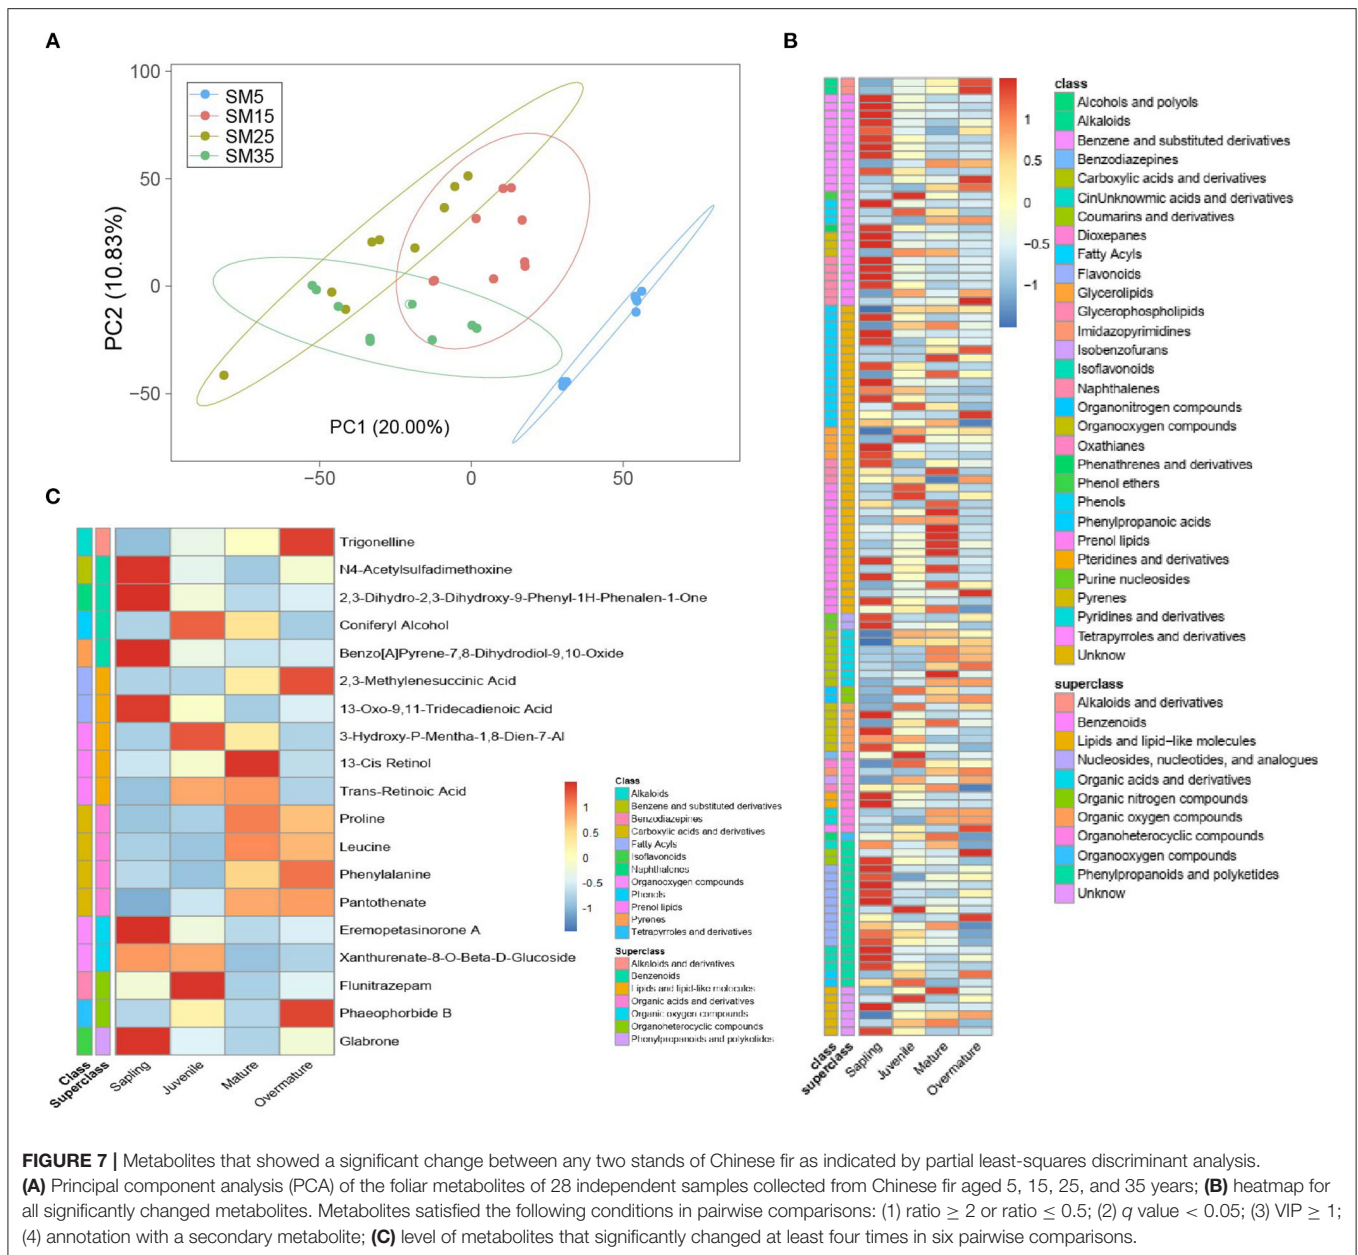 A
100
50
0
−50
PC2 (10.83%)
SM5
SM15
SM25
SM35
PC1 (20.00%)
−50
0
50
B
1
0.5
0
−0.5
−1
class
Alcohols and polyols
Alkaloids
Benzene and substituted derivatives
Benzodiazepines
Carboxylic acids and derivatives
CinUnknowmic acids and derivatives
Coumarins and derivatives
Dioxepanes
Fatty Acyls
Flavonoids
Glycerolipids
Glycerophospholipids
Imidazopyrimidines
Isobenzofurans
Isoflavonoids
Naphthalenes
Organonitrogen compounds
Organooxygen compounds
Oxathianes
Phenathrenes and derivatives
Phenol ethers
Phenols
Phenylpropanoic acids
Prenol lipids
Pteridines and derivatives
Purine nucleosides
Pyrenes
Pyridines and derivatives
Tetrapyrroles and derivatives
Unknow
superclass
Alkaloids and derivatives
Benzenoids
Lipids and lipid−like molecules
Nucleosides, nucleotides, and analogues
Organic acids and derivatives
Organic nitrogen compounds
Organic oxygen compounds
Organoheterocyclic compounds
Organooxygen compounds
Phenylpropanoids and polyketides
Unknow
class
superclass
Sapling
Juvenile
Mature
Overmature
C
Trigonelline
N4-Acetylsulfadimethoxine
2,3-Dihydro-2,3-Dihydroxy-9-Phenyl-1H-Phenalen-1-One
Coniferyl Alcohol
Benzo[A]Pyrene-7,8-Dihydrodiol-9,10-Oxide
2,3-Methylenesuccinic Acid
13-Oxo-9,11-Tridecadienoic Acid
3-Hydroxy-P-Mentha-1,8-Dien-7-Al
13-Cis Retinol
Trans-Retinoic Acid
Proline
Leucine
Phenylalanine
Pantothenate
Eremopetasinorone A
Xanthurenate-8-O-Beta-D-Glucoside
Flunitrazepam
Phaeophorbide B
Glabrone
Class
Superclass
Sapling
Juvenile
Mature
Overmature
1
0.5
0
-0.5
-1
Class
Alkaloids
Benzene and substituted derivatives
Benzodiazepines
Carboxylic acids and derivatives
Fatty Acyls
Isoflavonoids
Naphthalenes
Organooxygen compounds
Phenols
Prenol lipids
Pyrenes
Tetrapyrroles and derivatives
Superclass
Alkaloids and derivatives
Benzenoids
Lipids and lipid-like molecules
Organic acids and derivatives
Organic oxygen compounds
Organoheterocyclic compounds
Phenylpropanoids and polyketides
FIGURE 7 | Metabolites that showed a significant change between any two stands of Chinese fir as indicated by partial least-squares discriminant analysis.
(A) Principal component analysis (PCA) of the foliar metabolites of 28 independent samples collected from Chinese fir aged 5, 15, 25, and 35 years; (B) heatmap for
all significantly changed metabolites. Metabolites satisfied the following conditions in pairwise comparisons: (1) ratio ≥ 2 or ratio ≤ 0.5; (2) q value < 0.05; (3) VIP ≥ 1;
(4) annotation with a secondary metabolite; (C) level of metabolites that significantly changed at least four times in six pairwise comparisons.